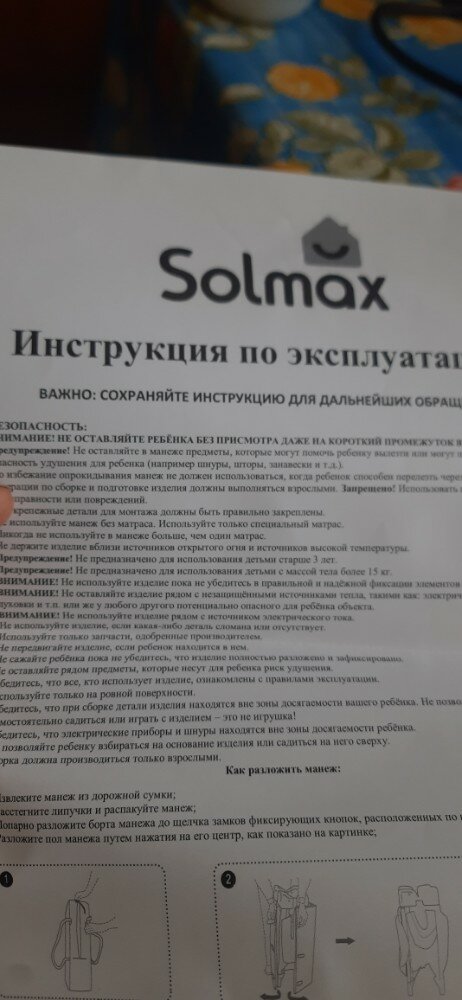 Solmax
Инструкция по эксплуатац
ВАЖНО: СОХРАНЯЙТЕ ИНСТРУКЦИЮ ДЛЯ ДАЛЬНЕЙШИХ ОБРАЩ
ЕЗОПАСНОСТЬ:
НИМАНИЕ! НЕ ОСТАВЛЯЙТЕ РЕБЁНКА БЕЗ ПРИСМОТРА ДАЖЕ НА КОРОТКИЙ ПРОМЕЖУТОК В
редупреждение! Не оставляйте в манеже предметы, которые могут помочь ребенку вылезти или могут
пасность удушения для ребенка (например шнуры, шторы, занавески и т.д.).
о избежание опрокидывания манеж не должен использоваться, когда ребенок способен перелезть через
ерации по сборке и подготовке изделия должны выполняться взрослыми. Запрещено! Использовать
правности или повреждений.
крепежные детали для монтажа должны быть правильно закреплены.
е используйте манеж без матраса. Используйте только специальный матрас.
Никогда не используйте в манеже больше, чем один матрас.
Не держите изделие вблизи источников открытого огня и источников высокой температуры.
Предупреждение! Не предназначено для использования детьми старше 3 лет.
Предупреждение! Не предназначено для использования детьми с массой тела более 15 кг.
ВНИМАНИЕ! Не используйте изделие пока не убедитесь в правильной и надёжной фиксации элементов
ВНИМАНИЕ! Не оставляйте изделие рядом с незащищёнными источниками тепла, такими как: электрич
луховки и т.п. или же у любого другого потенциально опасного для ребёнка объекта.
ВНИМАНИЕ! Не используйте изделие рядом с источником электрического тока.
Не используйте изделие, если какая-либо деталь сломана или отсутствует.
Используйте только запчасти, одобренные производителем.
Не передвигайте изделие, если ребенок находится в нем.
Не сажайте ребёнка пока не убедитесь, что изделие полностью разложено и зафиксировано.
Не оставляйте рядом предметы, которые несут для ребенка риск удушения.
бедитесь, что все, кто использует изделие, ознакомлены с правилами эксплуатации.
спользуйте только на ровной поверхности.
бедитесь, что при сборке детали изделия находятся вне зоны досягаемости вашего ребёнка. Не позво
мостоятельно садиться или играть с изделием – это не игрушка!
бедитесь, что электрические приборы и шнуры находятся вне зоны досягаемости ребёнка.
позволяйте ребенку взбираться на основание изделия или садиться на него сверху.
орка должна производиться только взрослыми.
Как разложить манеж:
Извлеките манеж из дорожной сумки;
асстегните липучки и распакуйте манеж;
Попарно разложите борта манежа до щелчка замков фиксирующих кнопок, расположенных по
Разложите пол манежа путем нажатия на его центр, как показано на картинке;
1
2